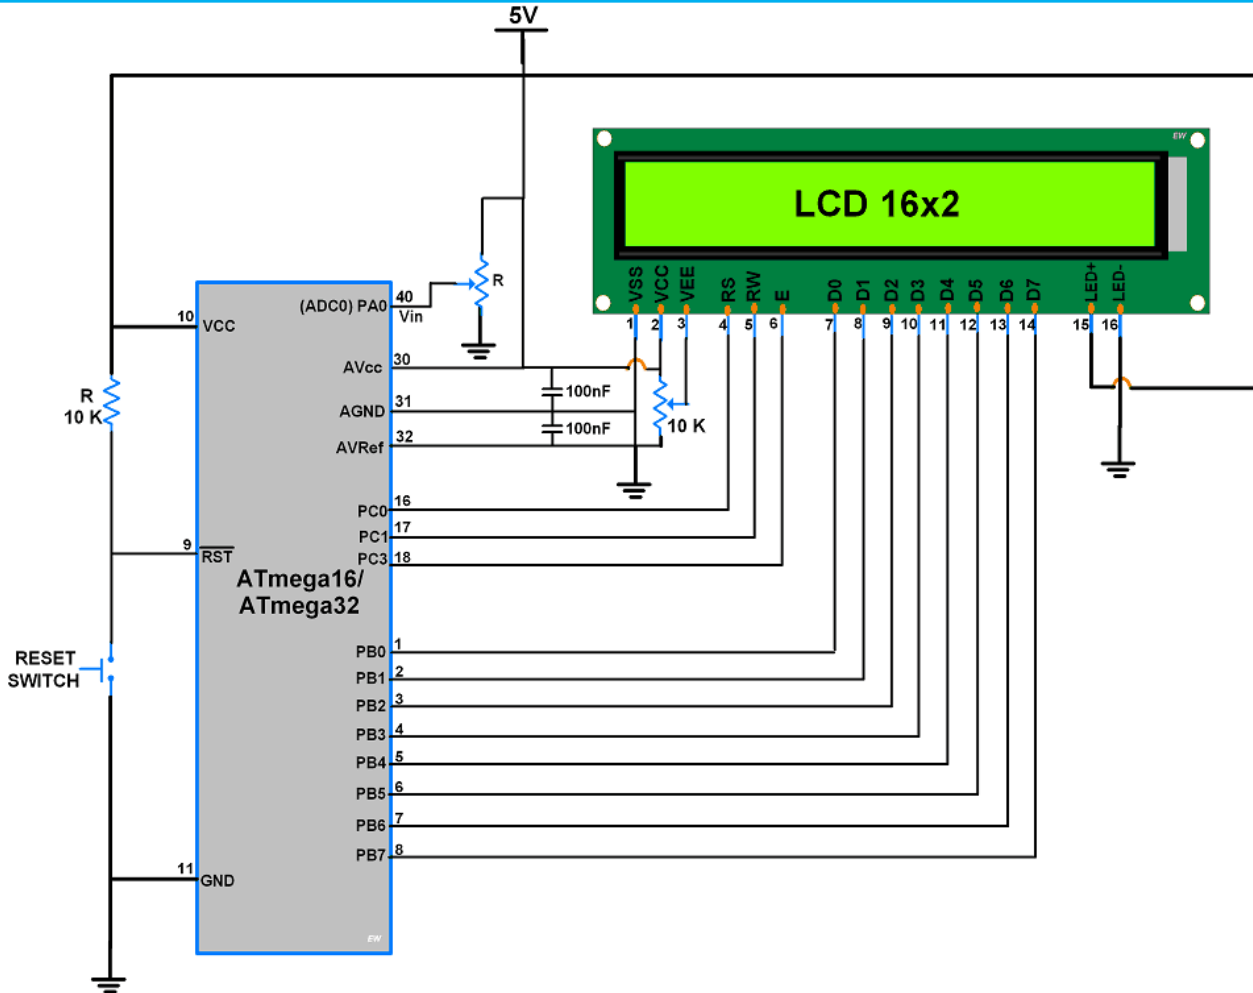 5V
EW
LCD 16x2
VSS VCC VEE RS RW E D0 D1 D2 D3 D4 D5 D6 D7 LED+ LED-
1 2 3 4 5 6 7 8 9 10 11 12 13 14 15 16
R
(ADC0) PA0 40
Vin
10 VCC
AVcc 30
100nF
R
10 K
AGND 31
100nF
10 K
AVRef 32
PC0 16
PC1 17
PC3 18
9 RST
ATmega16/
ATmega32
PB0 1
RESET
SWITCH
PB1 2
PB2 3
PB3 4
PB4 5
PB5 6
PB6 7
PB7 8
11 GND
EW